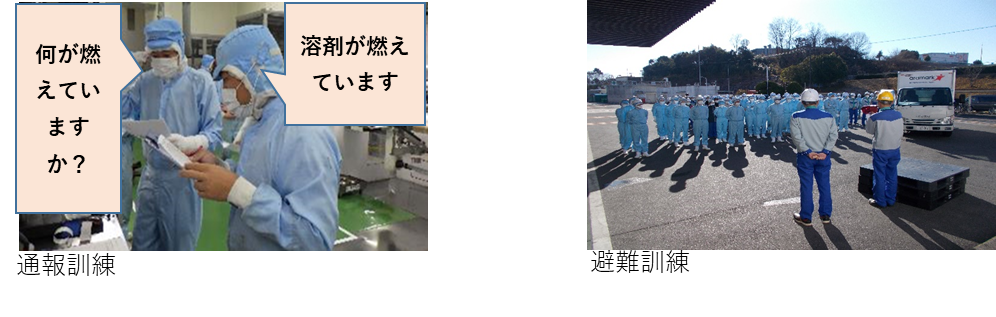 何が燃
えてい
ます
か？
溶剤が燃え
ています
通報訓練
避難訓練